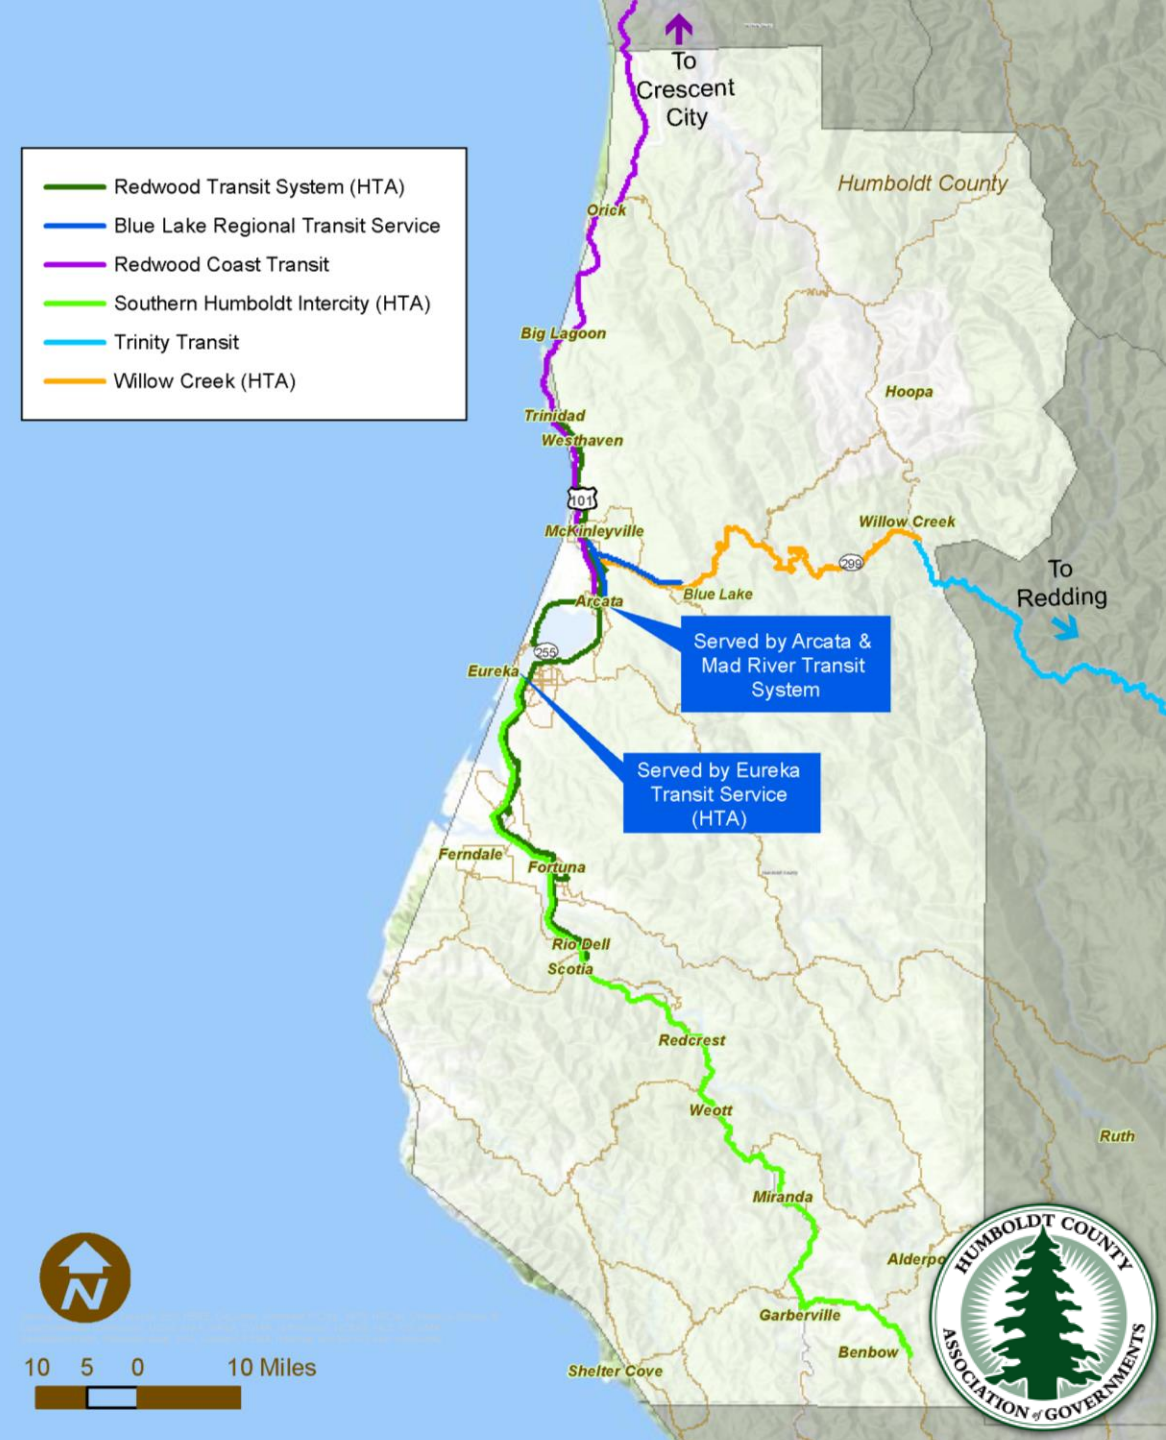 To
Crescent
City
Humboldt County
Redwood Transit System (HTA)
Blue Lake Regional Transit Service
Redwood Coast Transit
Southern Humboldt Intercity (HTA)
Trinity Transit
Willow Creek (HTA)
Orick
Big Lagoon
Hoopa
Trinidad
Westhaven
101
McKinleyville
Willow Creek
299
To
Redding
Blue Lake
Arcata
Served by Arcata &
Mad River Transit
System
255
Eureka
Served by Eureka
Transit Service
(HTA)
Ferndale
Fortuna
Rio Dell
Scotia
Redcrest
Weott
Ruth
Miranda
Alderpo
Garberville
Benbow
Shelter Cove
N
10 5 0 10 Miles
HUMBOLDT COUNTY
ASSOCIATION of GOVERNMENTS